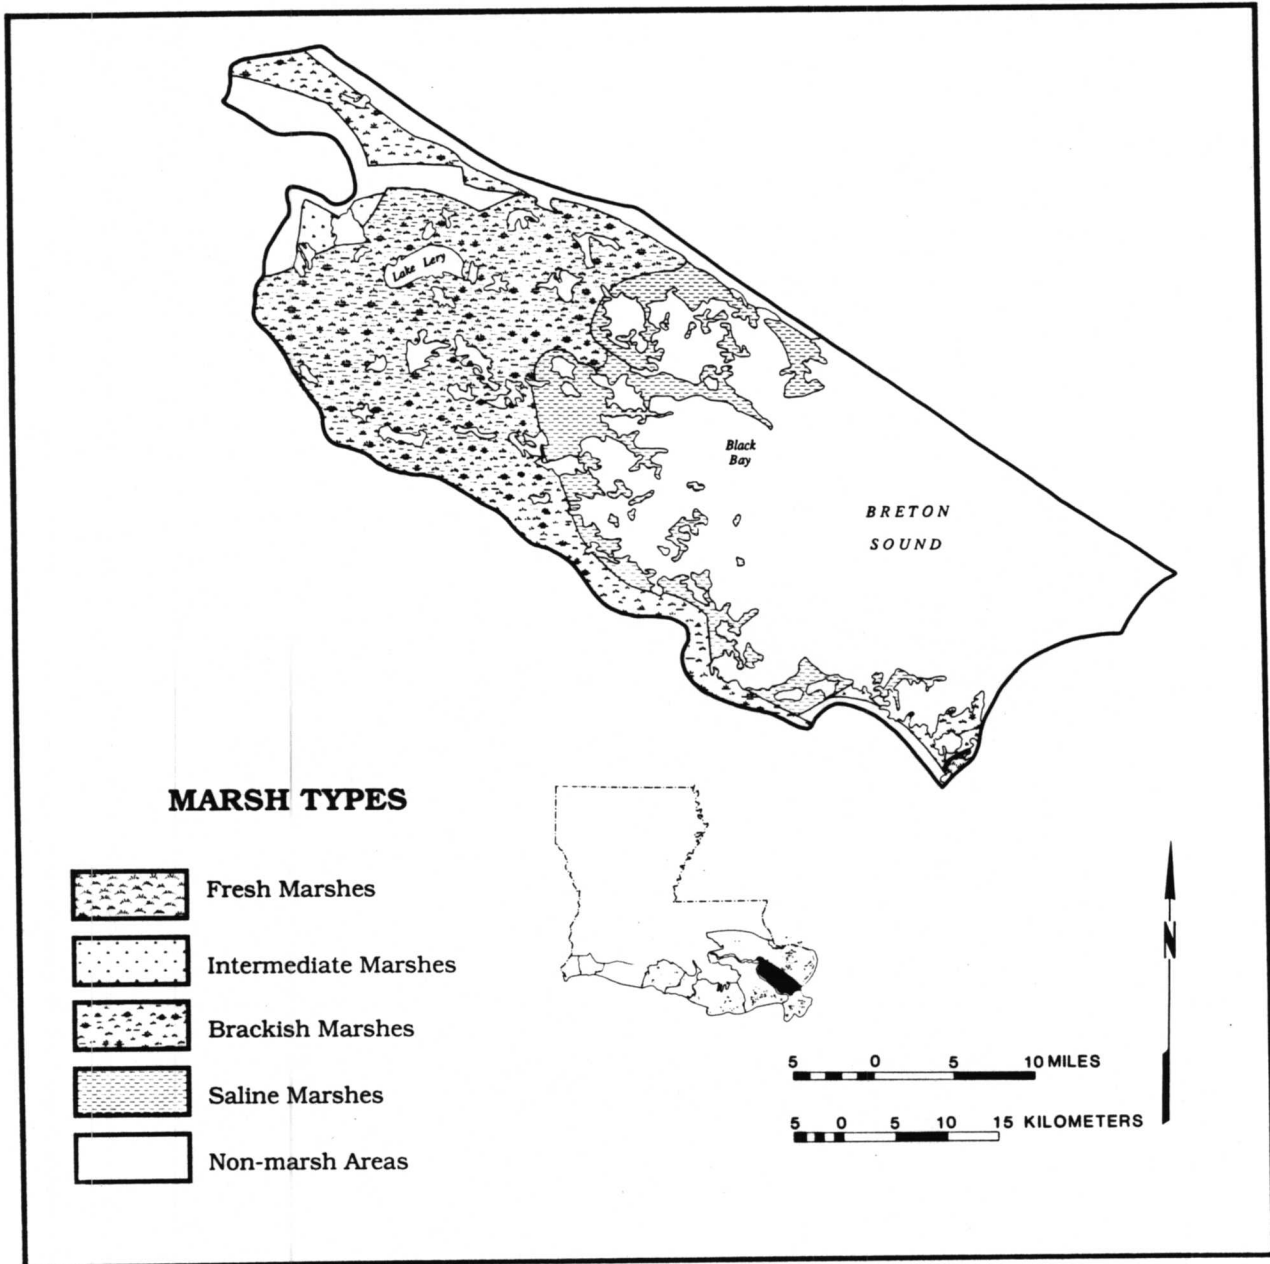 Lake Lery
Black
Bay
BRETON
SOUND
MARSH TYPES
Fresh Marshes
Intermediate Marshes
Brackish Marshes
Saline Marshes
Non-marsh Areas
N
5 0 5 10 MILES
5 0 5 10 15 KILOMETERS